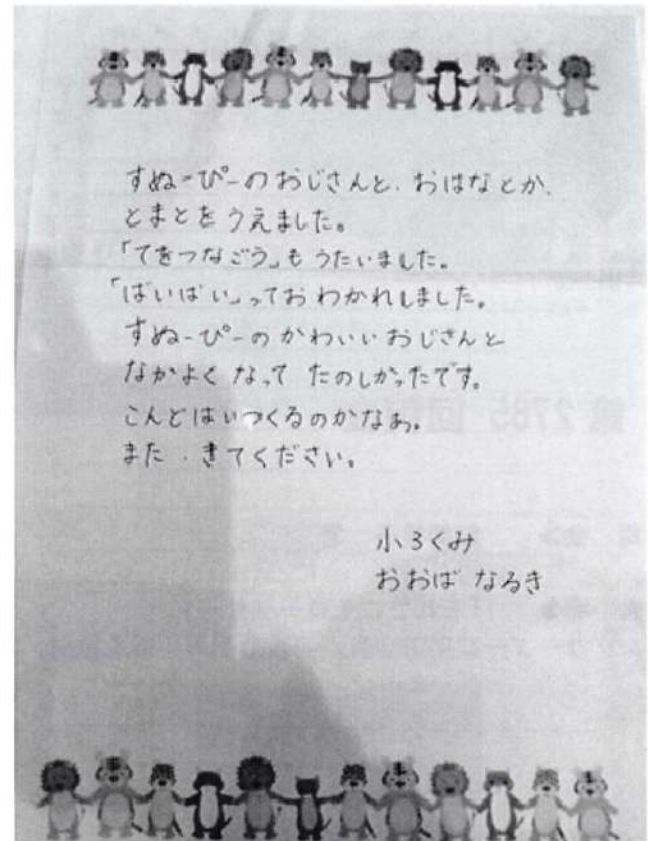 すぬーぴーのおじさんと、おはなとか、
とまとをうえました。
「てをつなごう」も うたいました。
「ばいばい」っておわかれしました。
すぬーぴーのかわいいおじさんと
なかよく なって たのしかったです。
こんどはいつくるのかなあ。
また、きてください。
小3くみ
おおば なるき